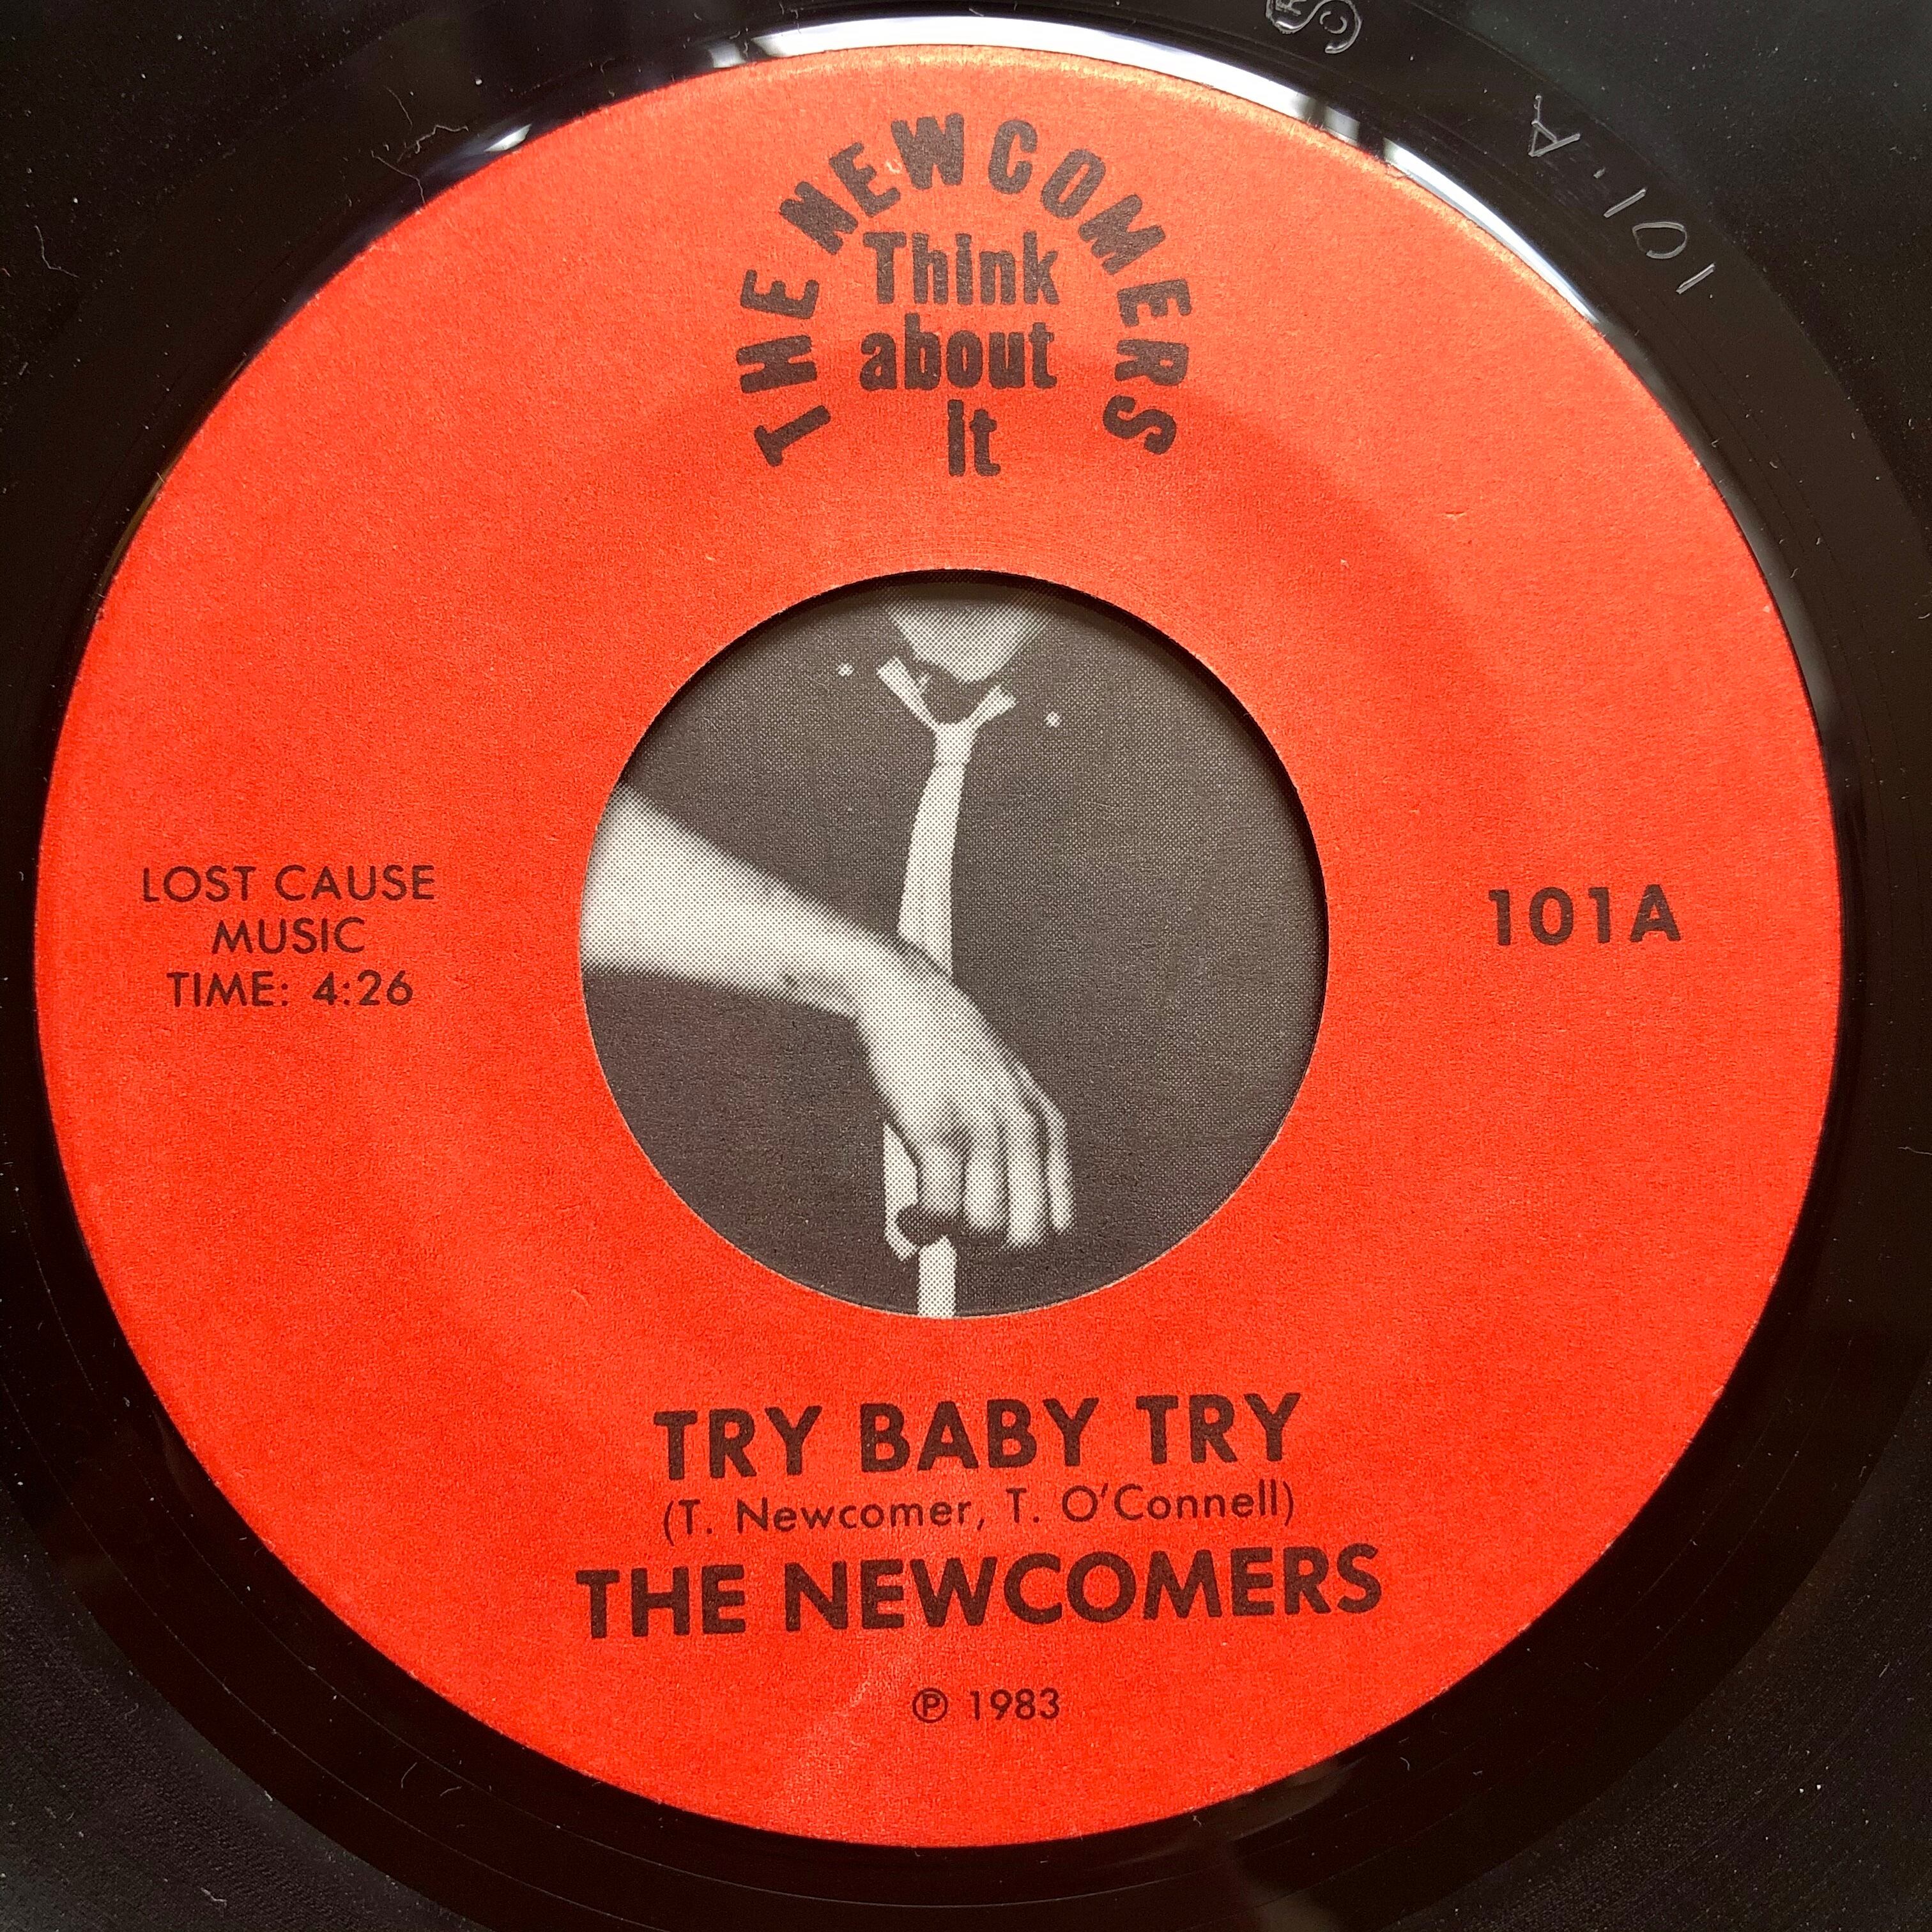 THE NEWCOMERS
Think
about
It
LOST CAUSE
MUSIC
TIME: 4:26
101A
TRY BABY TRY
(T. Newcomer, T. O'Connell)
THE NEWCOMERS
℗ 1983
101-A